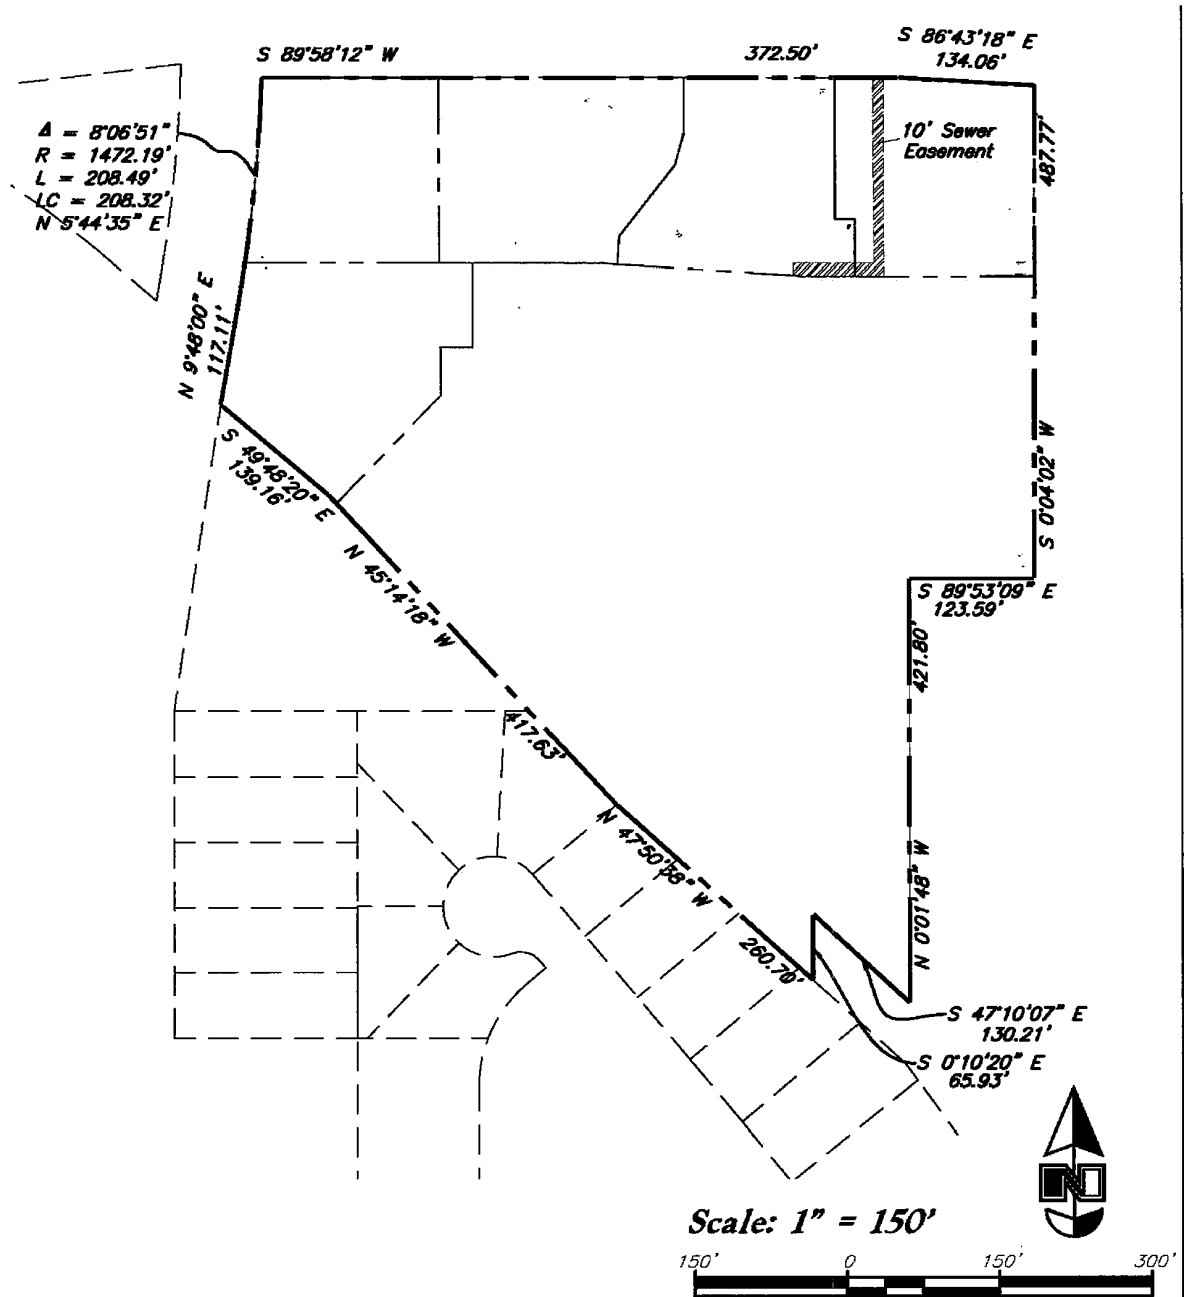 S 89°58'12" W
372.50'
S 86°43'18" E
134.06'
Δ = 8°06'51"
R = 1472.19'
L = 208.49'
LC = 208.32'
N 5°44'35" E
10' Sewer
Easement
487.77'
N 9°48'00" E
117.11'
S 49°48'20" E
139.16'
N 45°14'18" W
417.63'
S 0°04'02" W
S 89°53'09" E
123.59'
421.80'
N 0°01'48" W
N 47°50'38" W
260.70'
S 47°10'07" E
130.21'
S 0°10'20" E
65.93'
N
Scale: 1" = 150'
150' 0 150' 300'